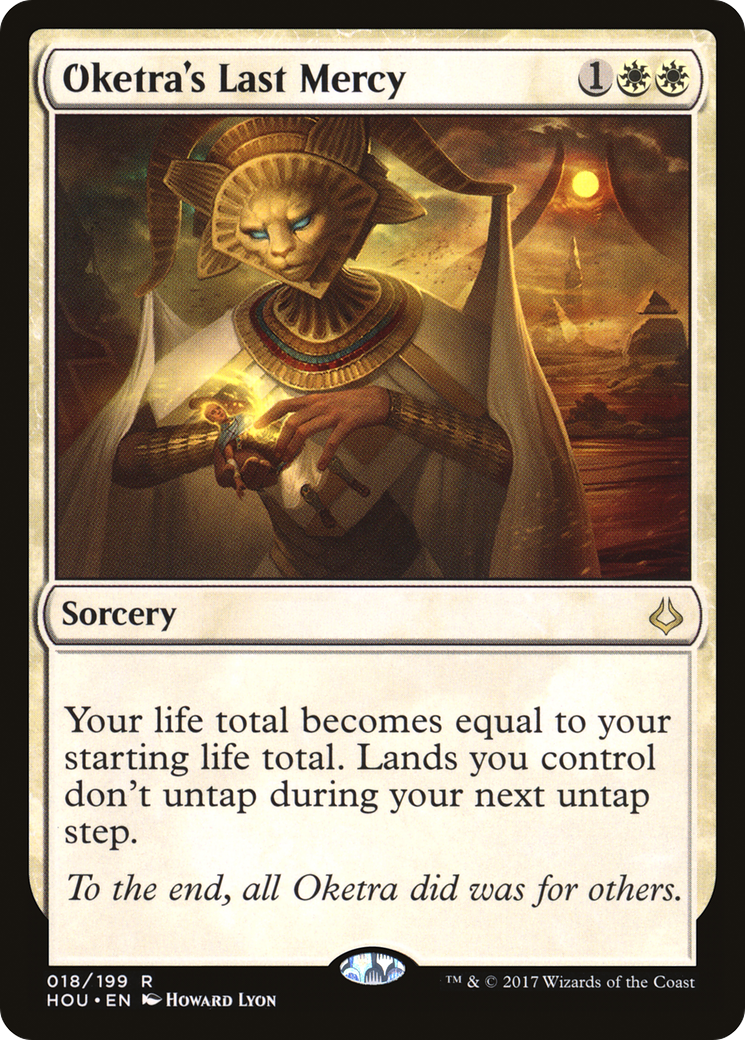 Oketra's Last Mercy 1
Sorcery
Your life total becomes equal to your
starting life total. Lands you control
don't untap during your next untap
step.
To the end, all Oketra did was for others.
018/199 R
HOU • EN Howard Lyon
™ & © 2017 Wizards of the Coast